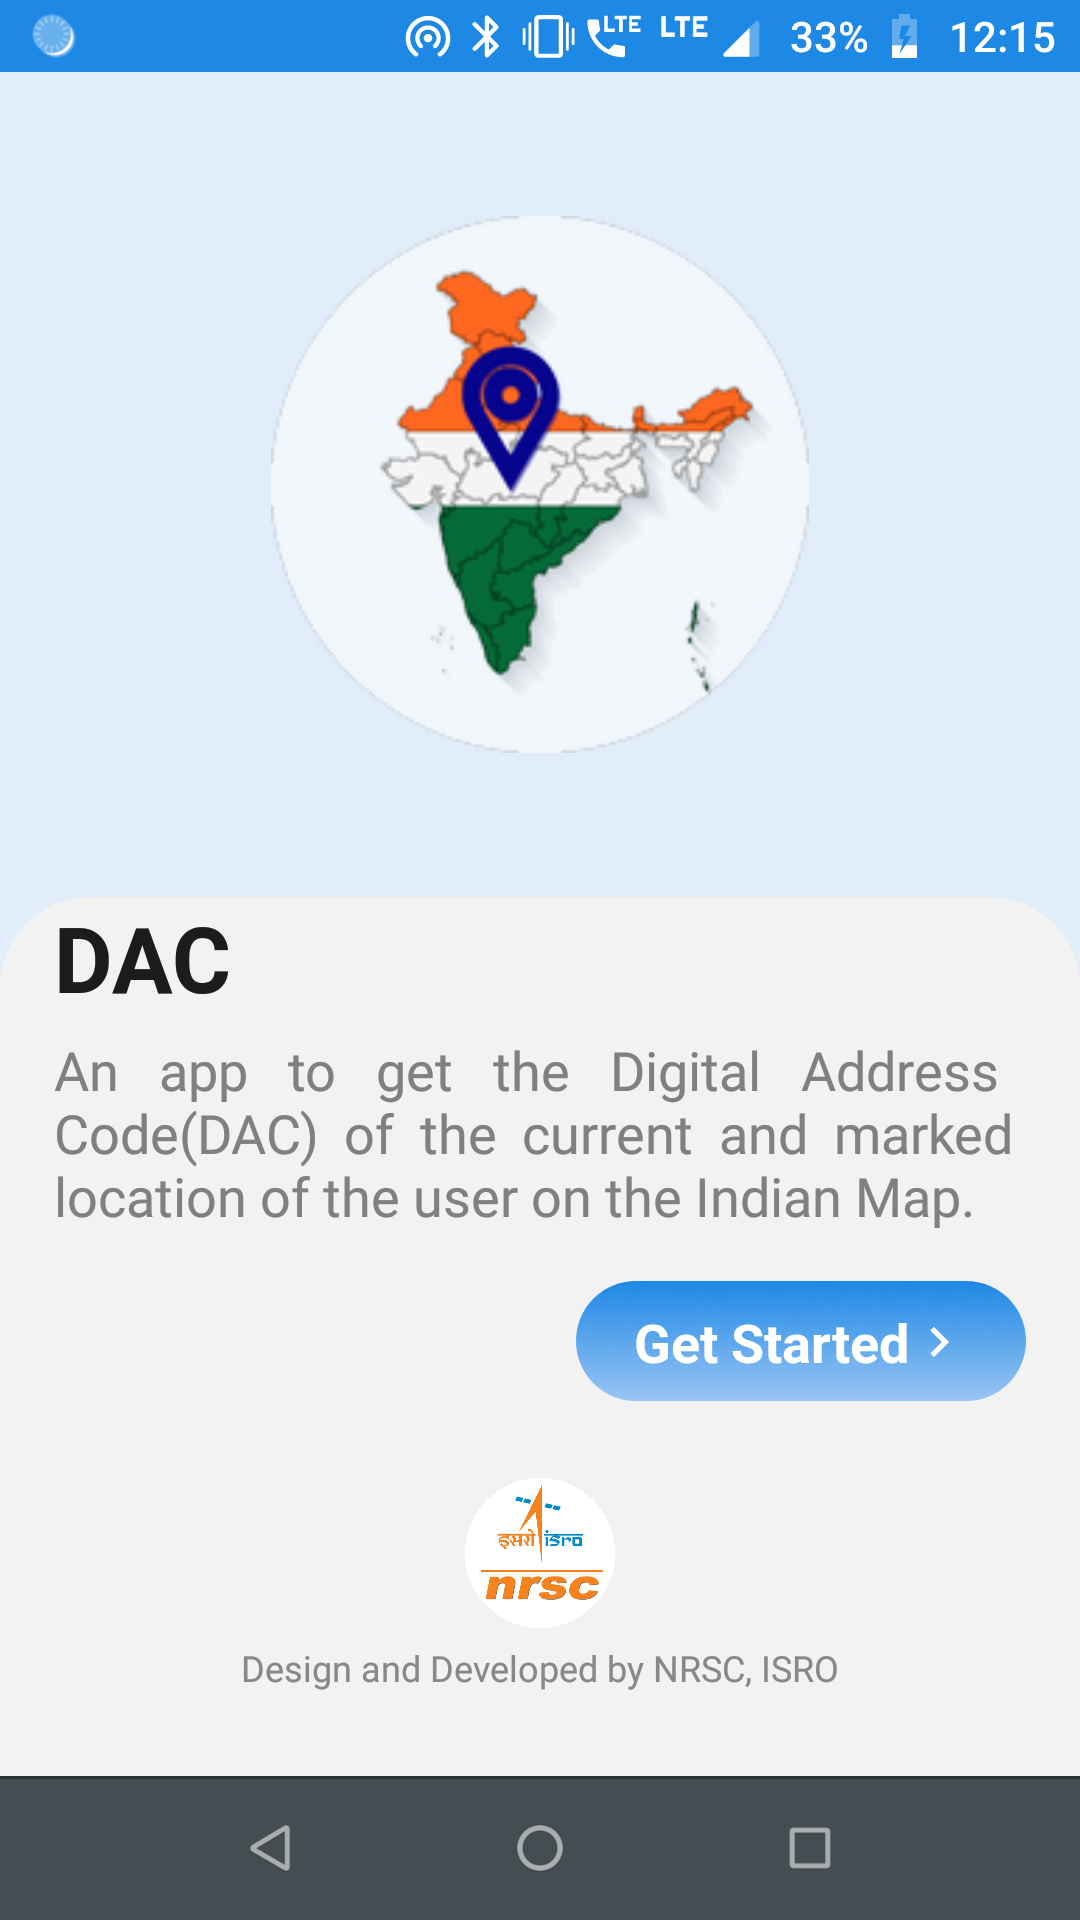 LTE LTE 33% 12:15
DAC
An app to get the Digital Address
Code(DAC) of the current and marked
location of the user on the Indian Map.
Get Started
इसरो isro
nrsc
Design and Developed by NRSC, ISRO